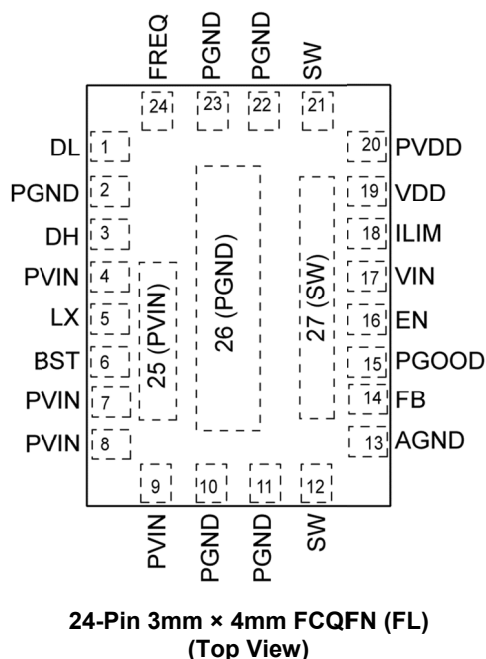 FREQ
PGND
PGND
SW
24
23
22
21
DL 1
PGND 2
DH 3
PVIN 4
LX 5
BST 6
PVIN 7
PVIN 8
25 (PVIN)
26 (PGND)
27 (SW)
20 PVDD
19 VDD
18 ILIM
17 VIN
16 EN
15 PGOOD
14 FB
13 AGND
9
10
11
12
PVIN
PGND
PGND
SW
24-Pin 3mm × 4mm FCQFN (FL)
(Top View)